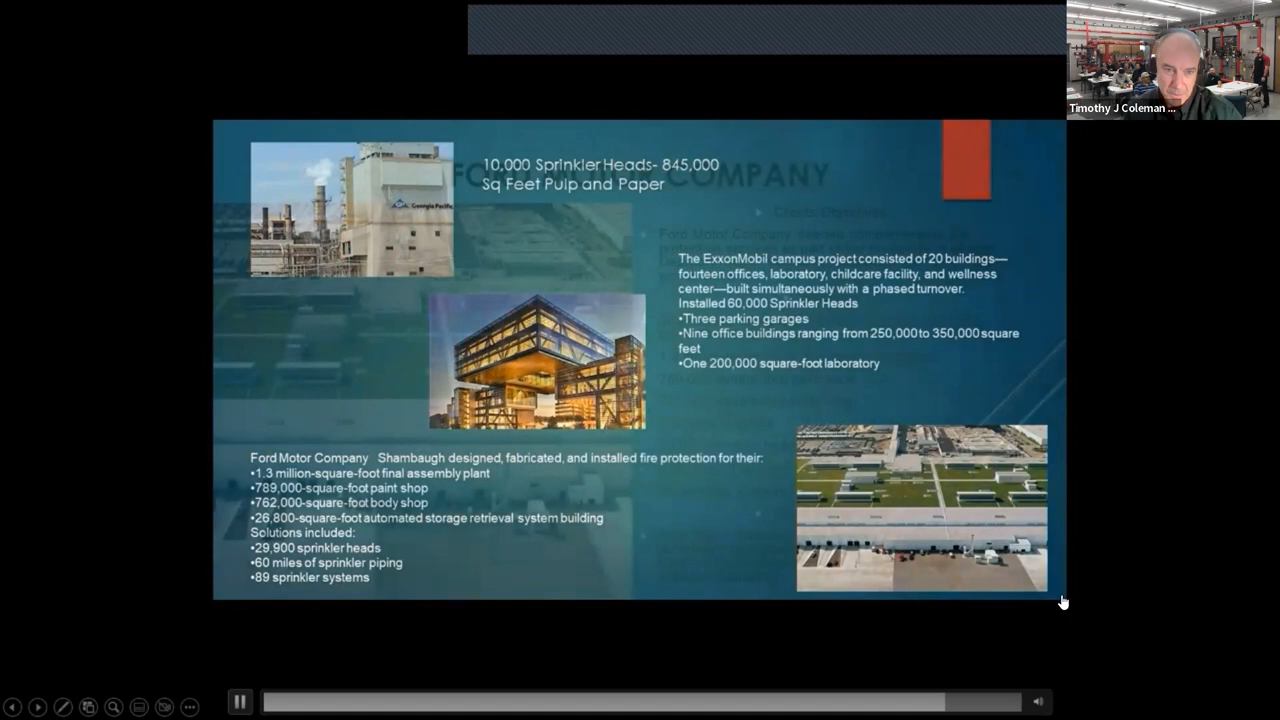 Timothy J Coleman ...
FORD MOTOR COMPANY
10,000 Sprinkler Heads- 845,000
Sq Feet Pulp and Paper
Georgia Pacific
The ExxonMobil campus project consisted of 20 buildings—
fourteen offices, laboratory, childcare facility, and wellness
center—built simultaneously with a phased turnover.
Installed 60,000 Sprinkler Heads
•Three parking garages
•Nine office buildings ranging from 250,000 to 350,000 square
feet
•One 200,000 square-foot laboratory
Ford Motor Company Shambaugh designed, fabricated, and installed fire protection for their:
•1.3 million-square-foot final assembly plant
•789,000-square-foot paint shop
•762,000-square-foot body shop
•26,800-square-foot automated storage retrieval system building
Solutions included:
•29,900 sprinkler heads
•60 miles of sprinkler piping
•89 sprinkler systems